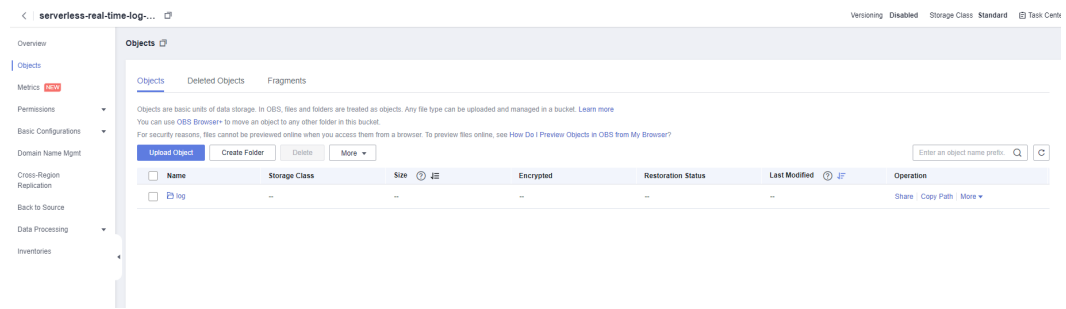 serverless-real-time-log-...
Versioning Disabled Storage Class Standard Task Cente
Overview
Objects
Metrics NEW
Permissions
Basic Configurations
Domain Name Mgmt
Cross-Region
Replication
Back to Source
Data Processing
Inventories
Objects
Objects Deleted Objects Fragments
Objects are basic units of data storage. In OBS, files and folders are treated as objects. Any file type can be uploaded and managed in a bucket. Learn more
You can use OBS Browser+ to move an object to any other folder in this bucket.
For security reasons, files cannot be previewed online when you access them from a browser. To preview files online, see How Do I Preview Objects in OBS from My Browser?
Upload Object Create Folder Delete More Enter an object name prefix.
Name Storage Class Size Encrypted Restoration Status Last Modified Operation
log -- -- -- -- -- Share Copy Path More